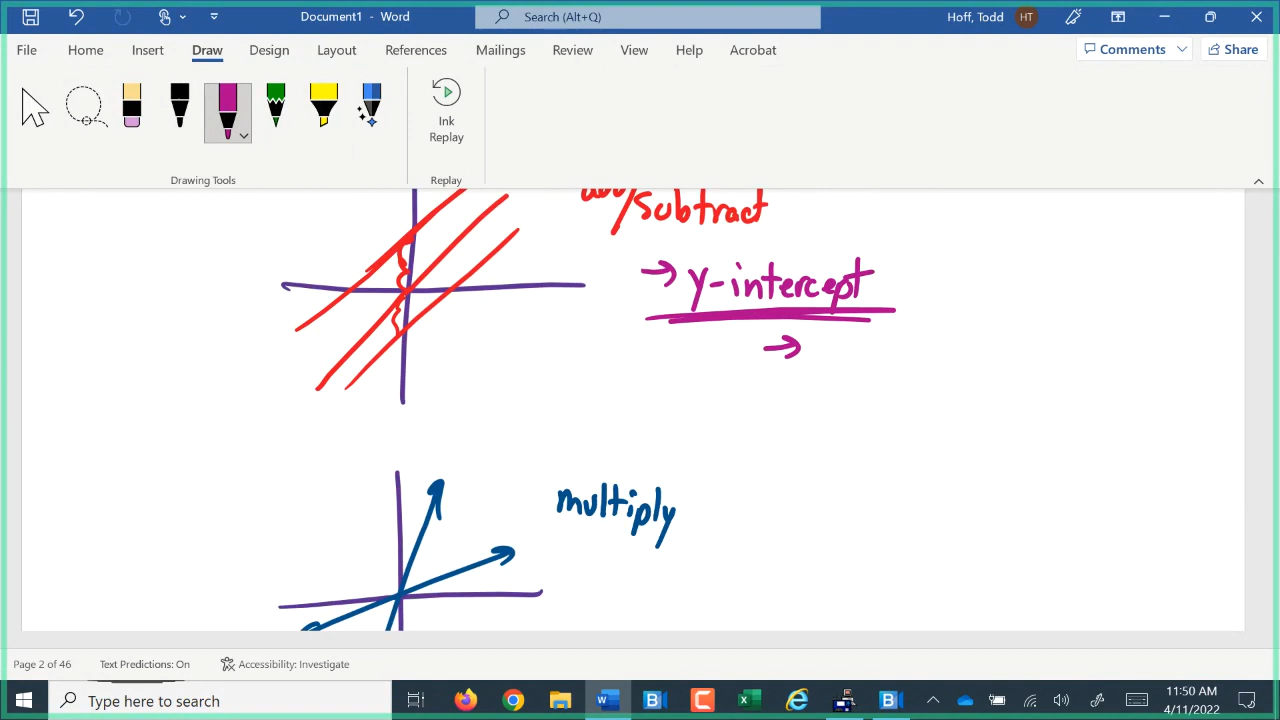 Document1 - Word
Search (Alt+Q)
Hoff, Todd
HT
File Home Insert Draw Design Layout References Mailings Review View Help Acrobat
Comments
Share
Ink
Replay
Drawing Tools
Replay
/subtract
→ y-intercept
→
multiply
Page 2 of 46
Text Predictions: On
Accessibility: Investigate
Type here to search
11:50 AM
4/11/2022